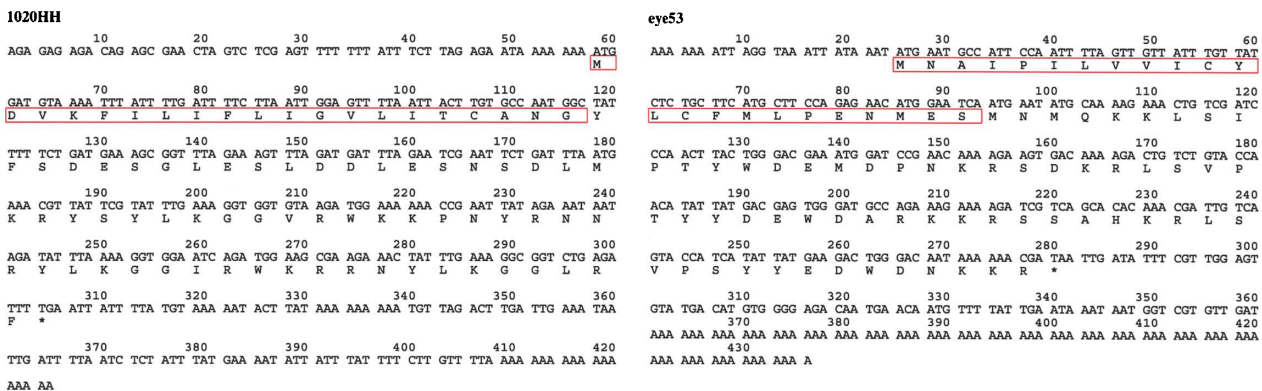 1020HH
10 20 30 40 50 60
AGA GAG AGA CAG AGC GAA CTA GTC TCG AGT TTT TTT ATT TCT TAG AGA ATA AAA AAA ATG
M
70 80 90 100 110 120
GAT GTA AAA TTT ATT TTG ATT TTC TTA ATT GGA GTT TTA ATT ACT TGT GCC AAT GGC TAT
D V K F I L I F L I G V L I T C A N G Y
130 140 150 160 170 180
TTT TCT GAT GAA AGC GGT TTA GAA AGT TTA GAT GAT TTA GAA TCG AAT TCT GAT TTA ATG
F S D E S G L E S L D D L E S N S D L M
190 200 210 220 230 240
AAA CGT TAT TCG TAT TTG AAA GGT GGT GTA AGA TGG AAA AAA CCG AAT TAT AGA AAT AAT
K R Y S Y L K G G V R W K K P N Y R N N
250 260 270 280 290 300
AGA TAT TTA AAA GGT GGA ATC AGA TGG AAG CGA AGA AAC TAT TTG AAA GGC GGT CTG AGA
R Y L K G G I R W K R R N Y L K G G L R
310 320 330 340 350 360
TTT TGA ATT ATT TTA TGT AAA AAT ACT TAT AAA AAA AAA TGT TAG ACT TGA TTG AAA TAA
F *
370 380 390 400 410 420
TTG ATT TTA ATC TCT ATT TAT GAA AAT ATT ATT TAT TTC TTG TTT TAA AAA AAA AAA AAA
AAA AA
eye53
10 20 30 40 50 60
AAA AAA ATT AGG TAA ATT ATA AAT ATG AAT GCC ATT CCA ATT TTA GTT GTT ATT TGT TAT
M N A I P I L V V I C Y
70 80 90 100 110 120
CTC TGC TTC ATG CTT CCA GAG AAC ATG GAA TCA ATG AAT ATG CAA AAG AAA CTG TCG ATC
L C F M L P E N M E S M N M Q K K L S I
130 140 150 160 170 180
CCA ACT TAC TGG GAC GAA ATG GAT CCG AAC AAA AGA AGT GAC AAA AGA CTG TCT GTA CCA
P T Y W D E M D P N K R S D K R L S V P
190 200 210 220 230 240
ACA TAT TAT GAC GAG TGG GAT GCC AGA AAG AAA AGA TCG TCA GCA CAC AAA CGA TTG TCA
T Y Y D E W D A R K K R S S A H K R L S
250 260 270 280 290 300
GTA CCA TCA TAT TAT GAA GAC TGG GAC AAT AAA AAA CGA TAA TTG ATA TTT CGT TGG AGT
V P S Y Y E D W D N K K R *
310 320 330 340 350 360
GTA TGA CAT GTG GGG AGA CAA TGA ACA ATG TTT TAT TGA ATA AAT AAT GGT CGT GTT GAT
370 380 390 400 410 420
AAA AAA AAA AAA AAA AAA AAA AAA AAA AAA AAA AAA AAA AAA AAA AAA AAA AAA AAA AAA
430
AAA AAA AAA AAA AAA A